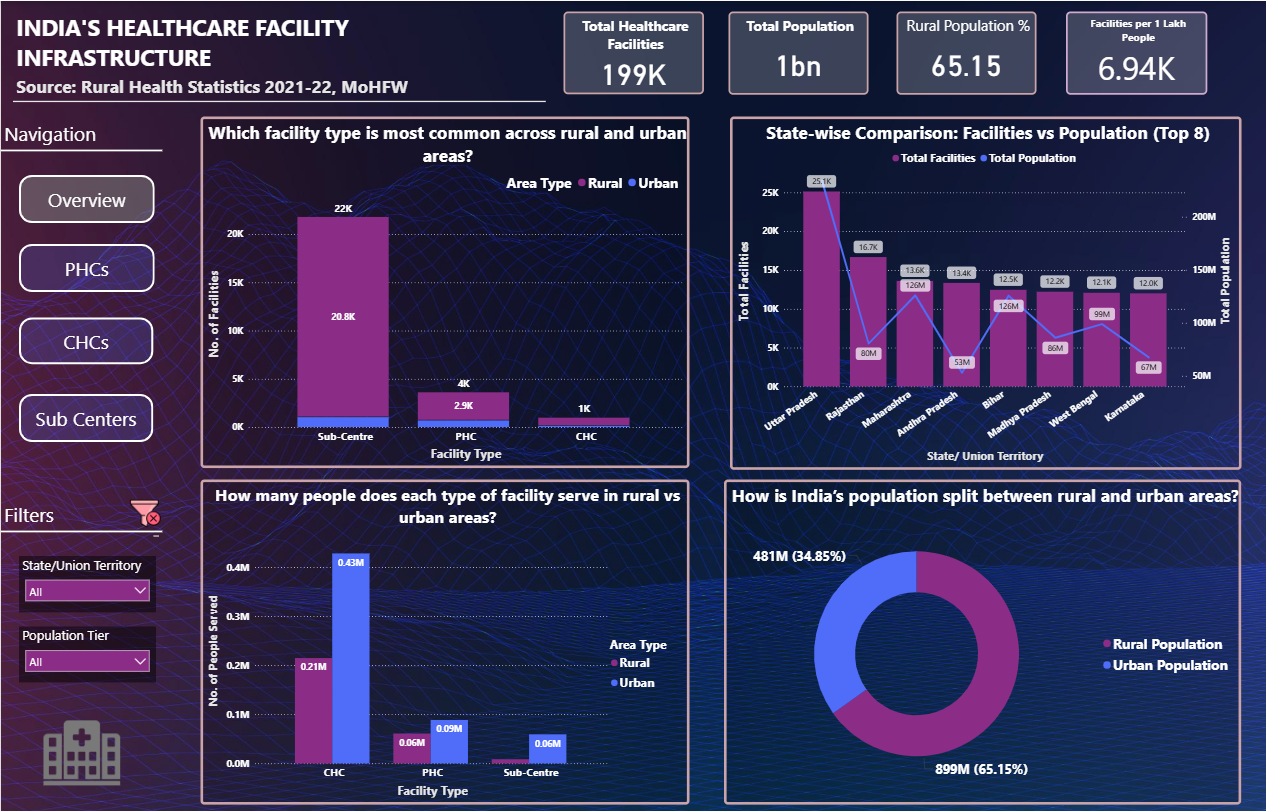 INDIA'S HEALTHCARE FACILITY
INFRASTRUCTURE
Source: Rural Health Statistics 2021-22, MoHFW
Total Healthcare
Facilities
199K
Total Population
1bn
Rural Population %
65.15
Facilities per 1 Lakh
People
6.94K
Navigation
Overview
PHCs
CHCs
Sub Centers
Filters
State/Union Territory
All
Population Tier
All
Which facility type is most common across rural and urban
areas?
Area Type Rural Urban
No. of Facilities
20K
15K
10K
5K
0K
22K
20.8K
4K
2.9K
1K
Sub-Centre PHC CHC
Facility Type
State-wise Comparison: Facilities vs Population (Top 8)
Total Facilities Total Population
Total Facilities
25K
20K
15K
10K
5K
0K
25.1K
16.7K
13.6K
13.4K
12.5K
12.2K
12.1K
12.0K
80M
126M
53M
126M
86M
99M
67M
200M
150M
100M
50M
Total Population
Uttar Pradesh
Rajasthan
Maharashtra
Andhra Pradesh
Bihar
Madhya Pradesh
West Bengal
Karnataka
State/ Union Territory
How many people does each type of facility serve in rural vs
urban areas?
No. of People Served
0.4M
0.3M
0.2M
0.1M
0.0M
0.21M
0.43M
0.06M
0.09M
0.06M
CHC PHC Sub-Centre
Facility Type
Area Type
Rural
Urban
How is India’s population split between rural and urban areas?
481M (34.85%)
899M (65.15%)
Rural Population
Urban Population